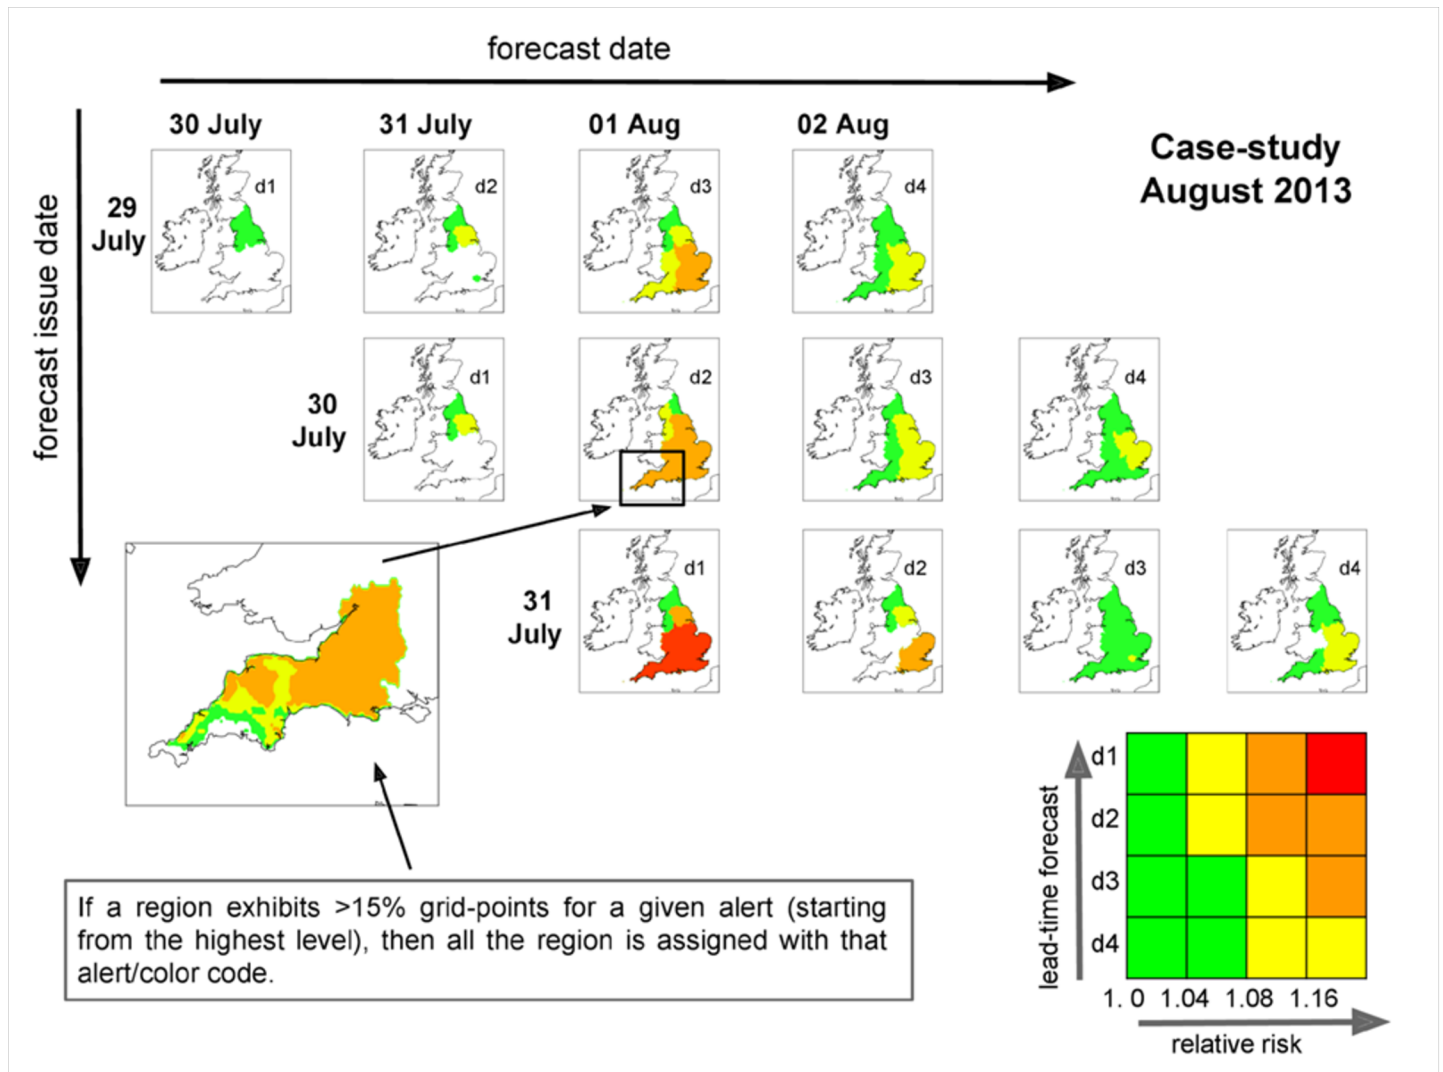 forecast date
30 July
31 July
01 Aug
02 Aug
Case-study
August 2013
forecast issue date
29
July
d1
d2
d3
d4
30
July
d1
d2
d3
d4
31
July
d1
d2
d3
d4
If a region exhibits >15% grid-points for a given alert (starting
from the highest level), then all the region is assigned with that
alert/color code.
lead-time forecast
d1
d2
d3
d4
1. 0 1.04 1.08 1.16
relative risk